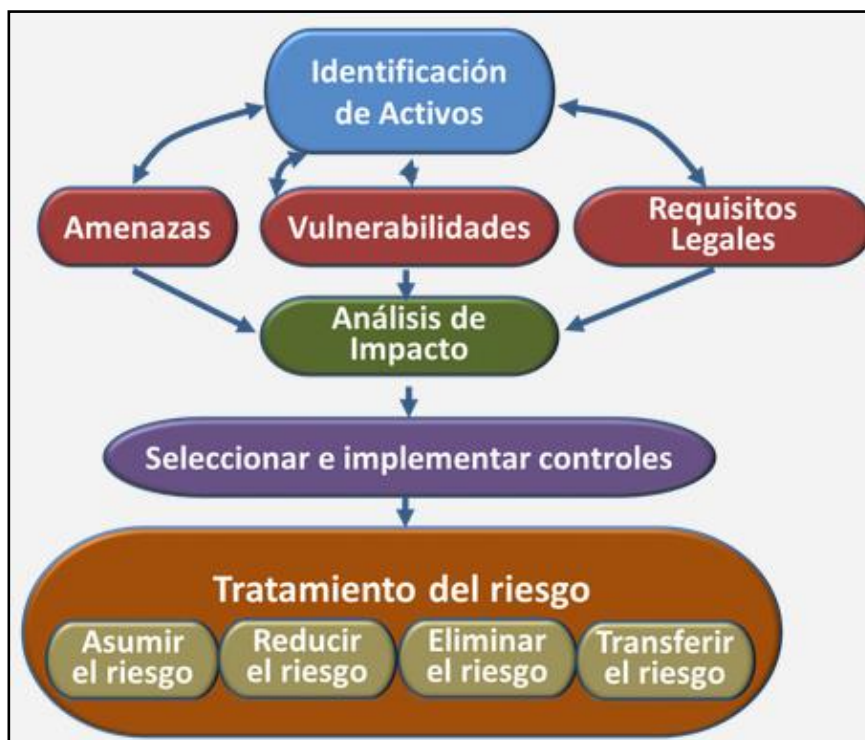 Identificación
de Activos
Amenazas
Vulnerabilidades
Requisitos
Legales
Análisis de
Impacto
Seleccionar e implementar controles
Tratamiento del riesgo
Asumir
el riesgo
Reducir
el riesgo
Eliminar
el riesgo
Transferir
el riesgo